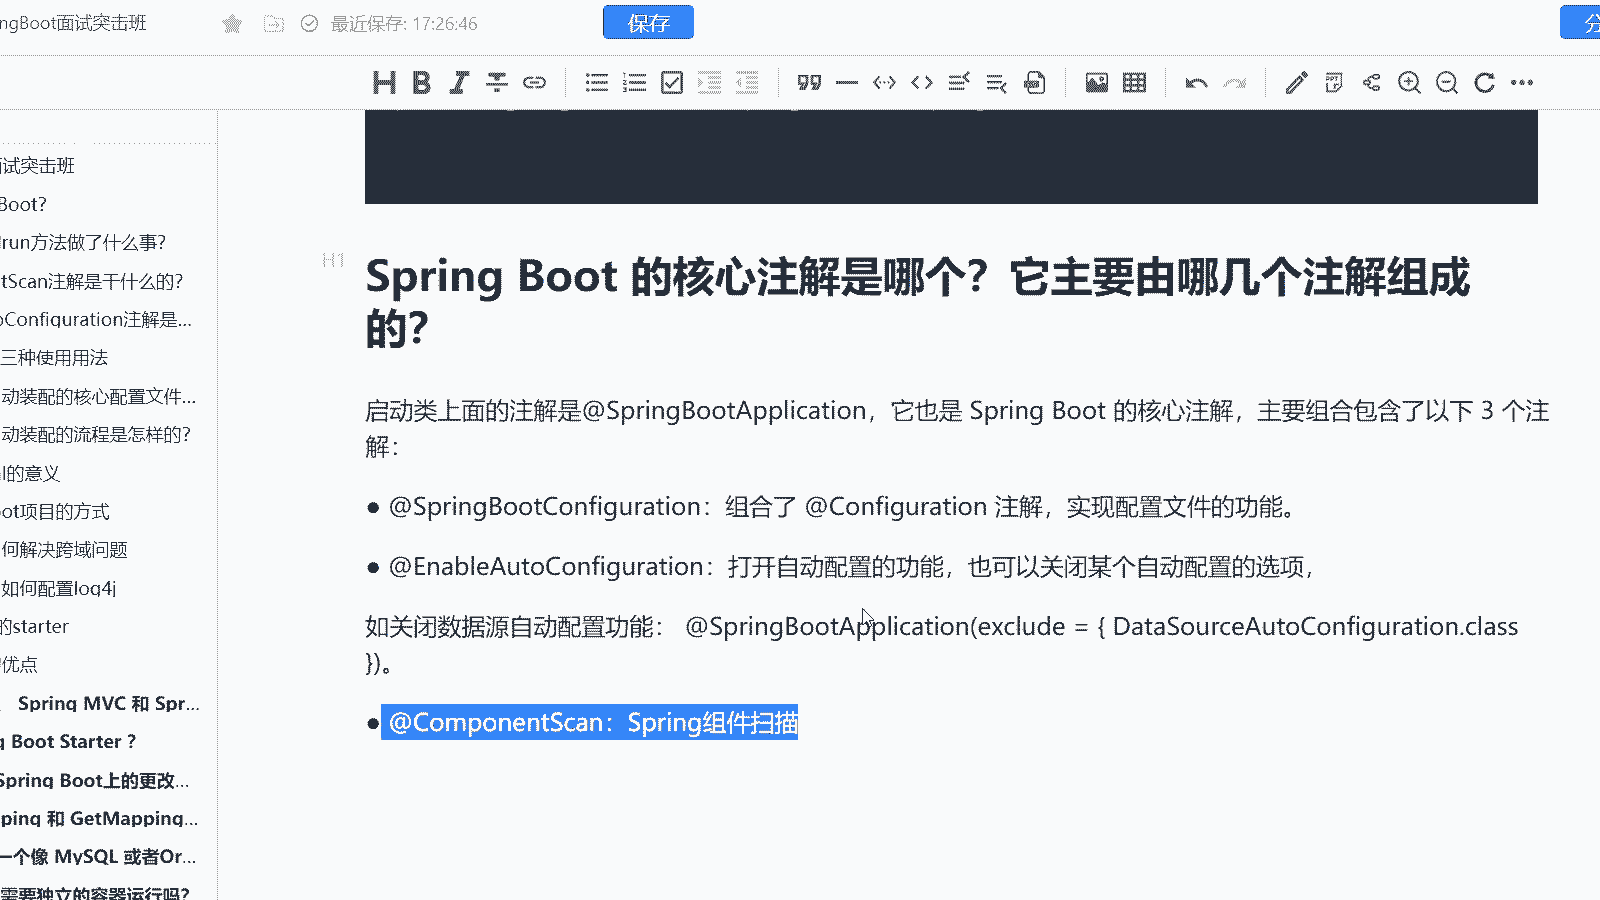 ngBoot面试突击班
最近保存: 17:26:46
保存
分
面试突击班
Boot?
run方法做了什么事?
tScan注解是干什么的?
oConfiguration注解是...
三种使用用法
动装配的核心配置文件...
动装配的流程是怎样的?
l的意义
ot项目的方式
何解决跨域问题
如何配置log4j
的starter
优点
Spring MVC 和 Spr...
g Boot Starter ?
Spring Boot上的更改...
ping 和 GetMapping...
一个像 MySQL 或者Or...
需要独立的容器运行吗?
H1
Spring Boot 的核心注解是哪个？它主要由哪几个注解组成
的？
启动类上面的注解是@SpringBootApplication，它也是 Spring Boot 的核心注解，主要组合包含了以下 3 个注
解：
● @SpringBootConfiguration：组合了 @Configuration 注解，实现配置文件的功能。
● @EnableAutoConfiguration：打开自动配置的功能，也可以关闭某个自动配置的选项，
如关闭数据源自动配置功能： @SpringBootApplication(exclude = { DataSourceAutoConfiguration.class
})。
● @ComponentScan：Spring组件扫描